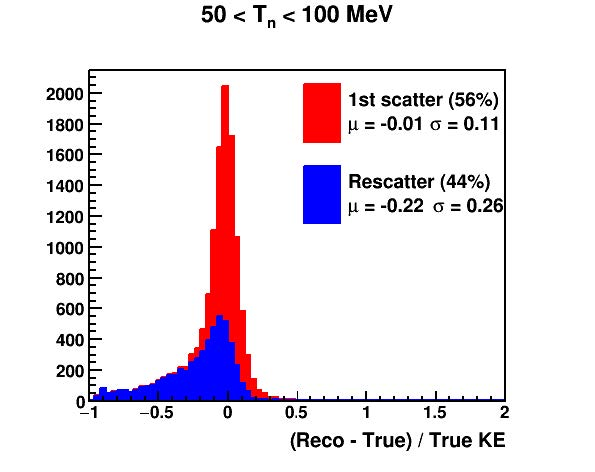 50 < Tn < 100 MeV
2000
1800
1600
1400
1200
1000
800
600
400
200
0
1st scatter (56%)
μ = -0.01 σ = 0.11
Rescatter (44%)
μ = -0.22 σ = 0.26
−1 −0.5 0 0.5 1 1.5 2
(Reco - True) / True KE